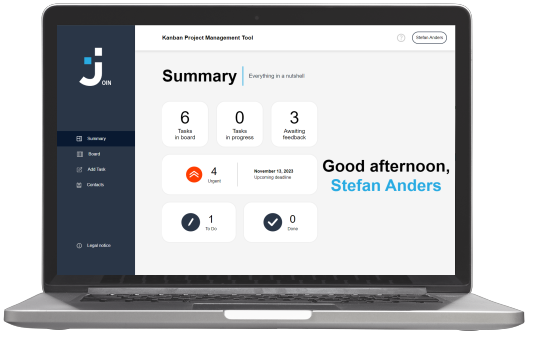 Kanban Project Management Tool
?
Stefan Anders
JOIN
Summary
Everything in a nutshell
6
Tasks
in board
0
Tasks
in progress
3
Awaiting
feedback
Summary
Board
Add Task
Contacts
Legal notice
4
Urgent
November 13, 2023
Upcoming deadline
1
To Do
0
Done
Good afternoon,
Stefan Anders